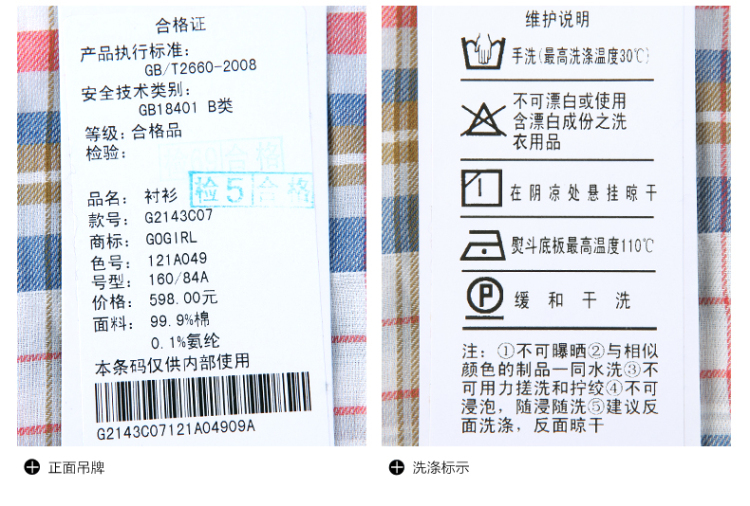 合格证
产品执行标准：
GB/T2660-2008
安全技术类别：
GB18401 B类
等级：合格品
检验：
检5合格
品名： 衬衫
款号： G2143C07
商标： GOGIRL
色号： 121A049
号型： 160/84A
价格： 598.00元
面料： 99.9%棉
0.1%氨纶
本条码仅供内部使用
G2143C07121A04909A
正面吊牌
维护说明
手洗(最高洗涤温度30℃)
不可漂白或使用
含漂白成份之洗
衣用品
在阴凉处悬挂晾干
熨斗底板最高温度110℃
P
缓和干洗
注：①不可曝晒②与相似
颜色的制品一同水洗③不
可用力搓洗和拧绞④不可
浸泡，随浸随洗⑤建议反
面洗涤，反面晾干
洗涤标示